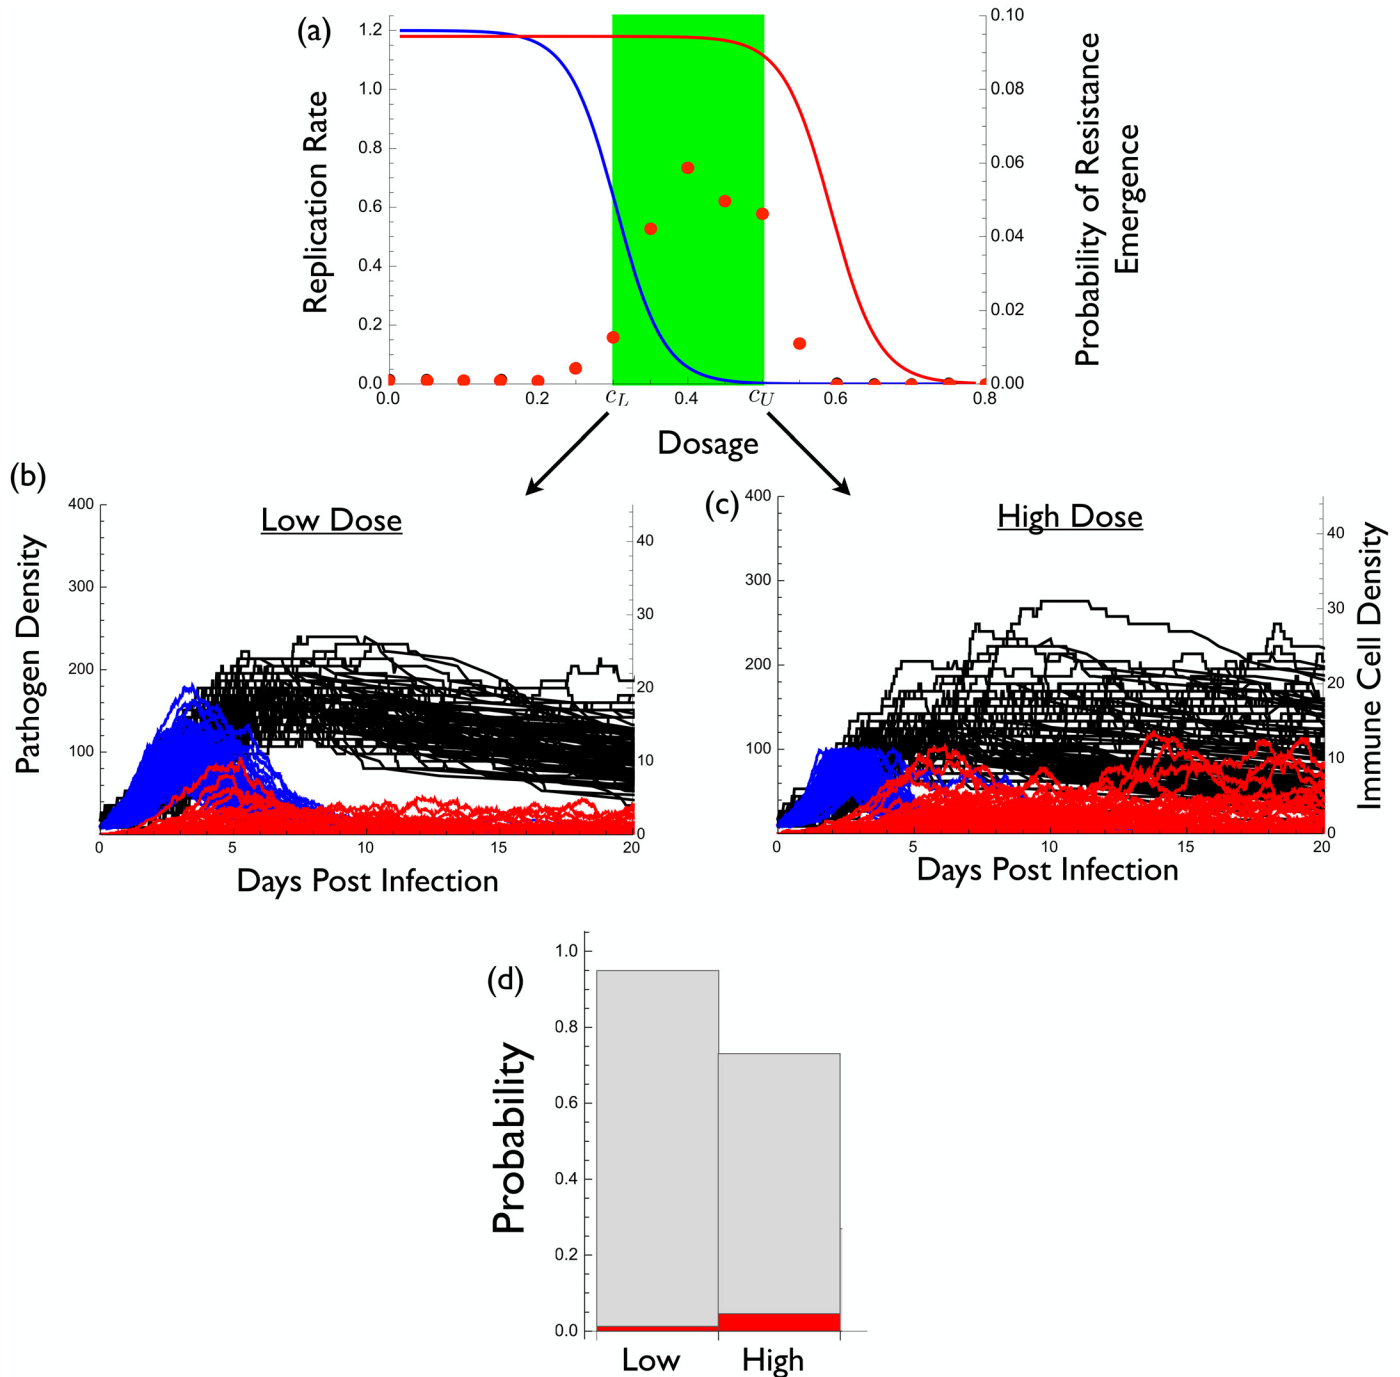 (a)
Replication Rate
1.2
1.0
0.8
0.6
0.4
0.2
0.0
0.10
0.08
0.06
0.04
0.02
0.00
Probability of Resistance
Emergence
0.0
0.2
c_L
0.4
c_U
0.6
0.8
Dosage
(b)
Low Dose
Pathogen Density
400
300
200
100
0
40
30
20
10
0
0
5
10
15
20
Days Post Infection
(c)
High Dose
400
300
200
100
0
40
30
20
10
0
Immune Cell Density
0
5
10
15
20
Days Post Infection
(d)
Probability
1.0
0.8
0.6
0.4
0.2
0.0
Low
High